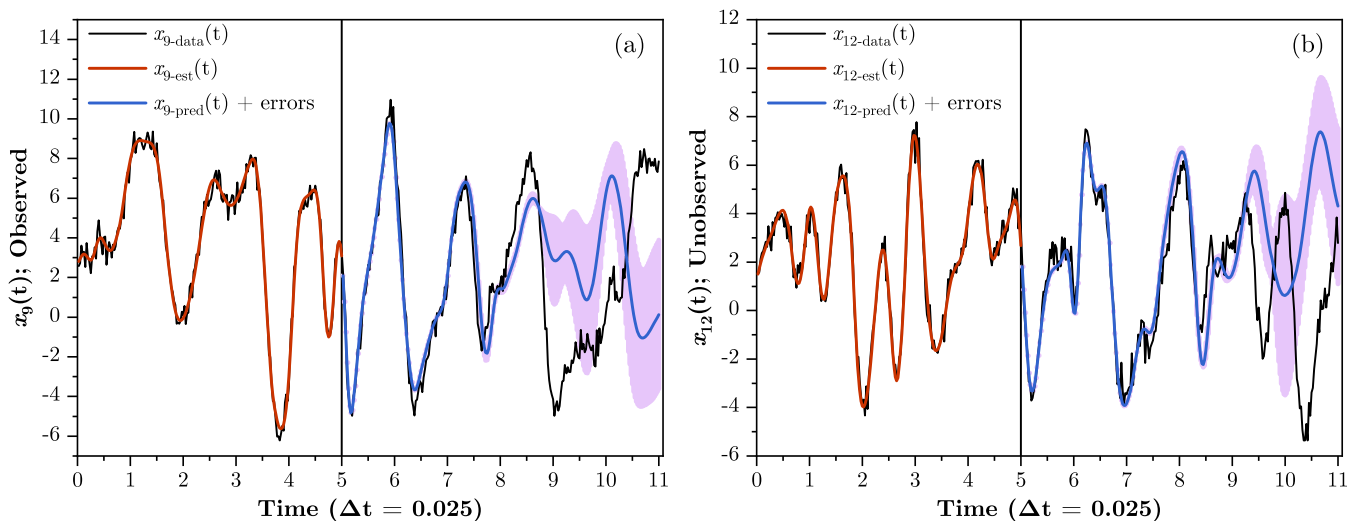 x9-data(t)
x9-est(t)
x9-pred(t) + errors
(a)
x9(t); Observed
14
12
10
8
6
4
2
0
-2
-4
-6
0 1 2 3 4 5 6 7 8 9 10 11
Time (Δt = 0.025)
x12-data(t)
x12-est(t)
x12-pred(t) + errors
(b)
x12(t); Unobserved
12
10
8
6
4
2
0
-2
-4
-6
0 1 2 3 4 5 6 7 8 9 10 11
Time (Δt = 0.025)